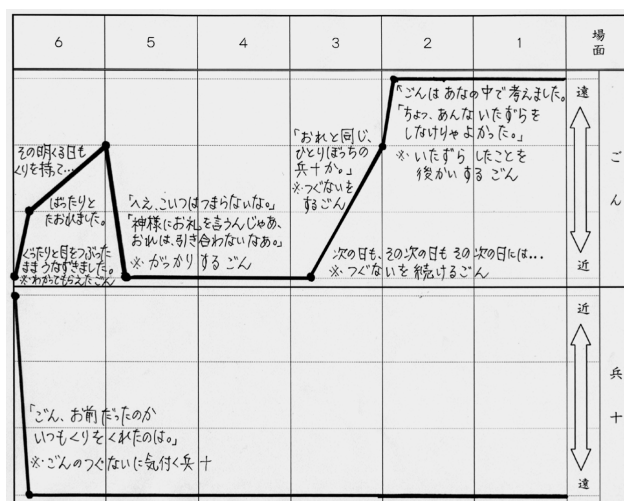 場面
1
2
3
4
5
6
ごん
遠
近
「ごんはあなの中で考えました。
「ちょっ、あんないたずらを
しなけりゃよかった。」
※いたずらしたことを
後かいするごん
「おれと同じ、
ひとりぼっちの
兵十か。」
※つぐないを
するごん
次の日も、その次の日もその次の日には…
※つぐないを続けるごん
「へえ、こいつはつまらないな。」
「神様にお礼を言うんじゃあ、
おれは、引き合わないなあ。」
※がっかりするごん
その明くる日も
くりを持って…
ばったりと
たおれました。
ぐったりと目をつぶった
ままうなずきました。
※わかってもらえたごん
兵十
近
遠
「ごん、お前だったのか
いつもくりをくれたのは。」
※ごんのつぐないに気付く兵十